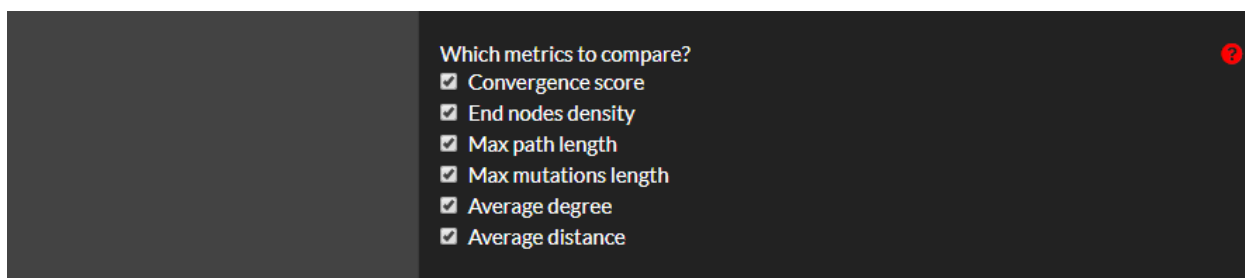 Which metrics to compare?
?
Convergence score
End nodes density
Max path length
Max mutations length
Average degree
Average distance